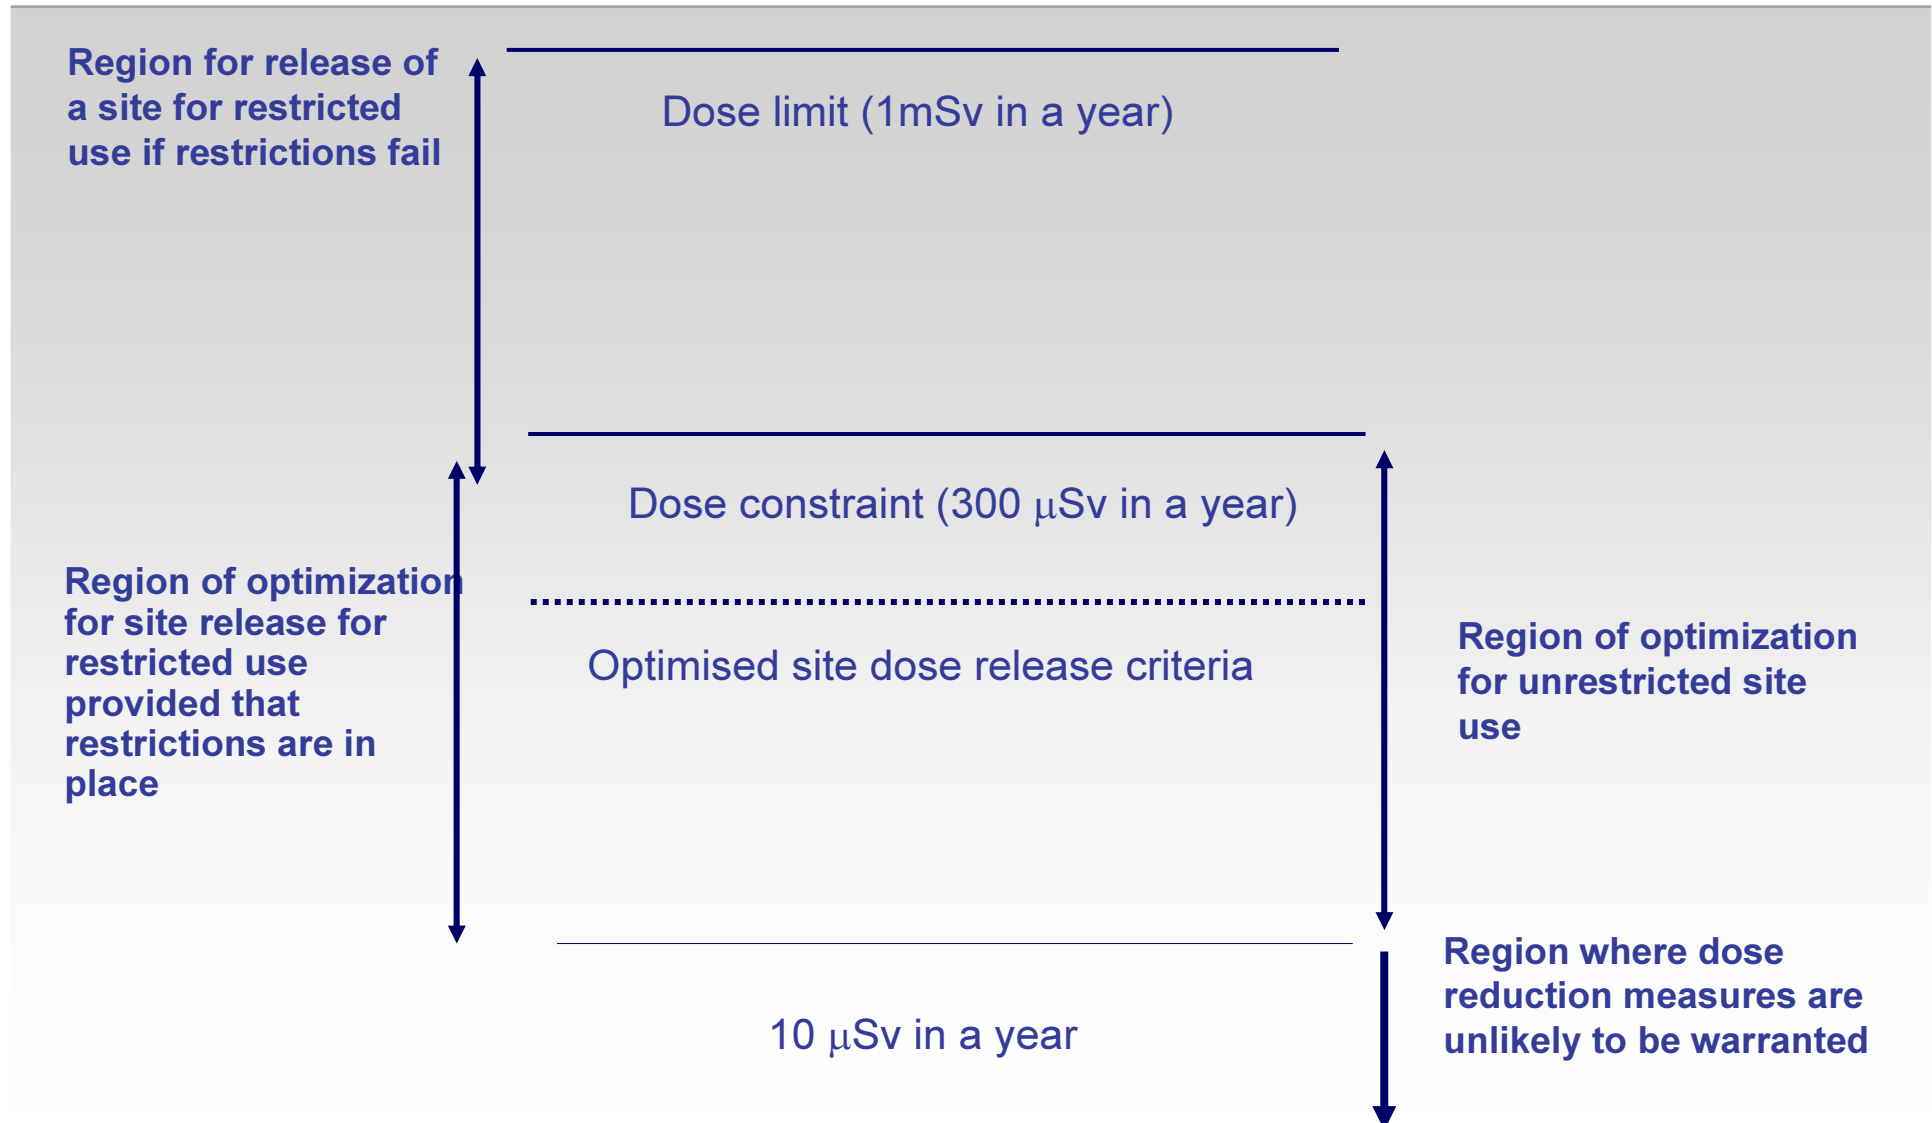 Region for release of
a site for restricted
use if restrictions fail
Dose limit (1mSv in a year)
Dose constraint (300 μSv in a year)
Region of optimization
for site release for
restricted use
provided that
restrictions are in
place
Optimised site dose release criteria
Region of optimization
for unrestricted site
use
10 μSv in a year
Region where dose
reduction measures are
unlikely to be warranted